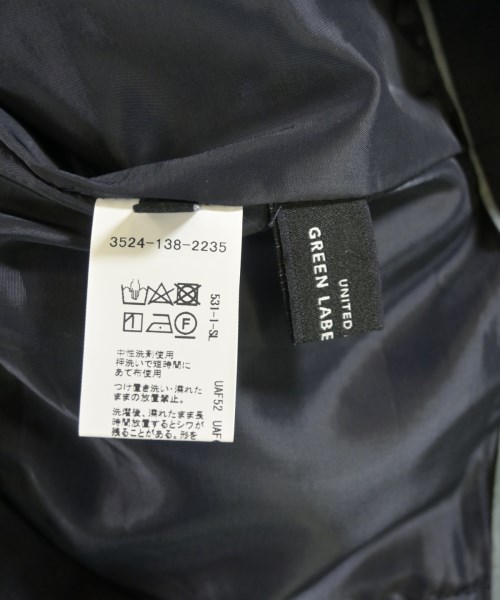 3524-138-2235
531-1-SL
F
中性洗剤使用
押洗いで短時間に
あて布使用
つけ置き洗い・濡れた
ままの放置禁止。
洗濯後、濡れたまま長
時間放置するとシワが
残ることがある。形を
UAF52 UAF
UNITED
GREEN LABE